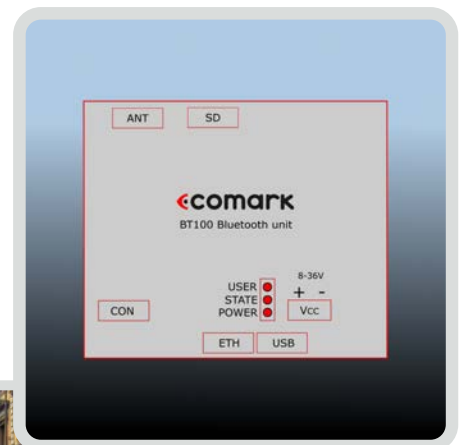 ANT SD
comark
BT100 Bluetooth unit
8-36V
USER
+ -
STATE
POWER
Vcc
CON
ETH USB